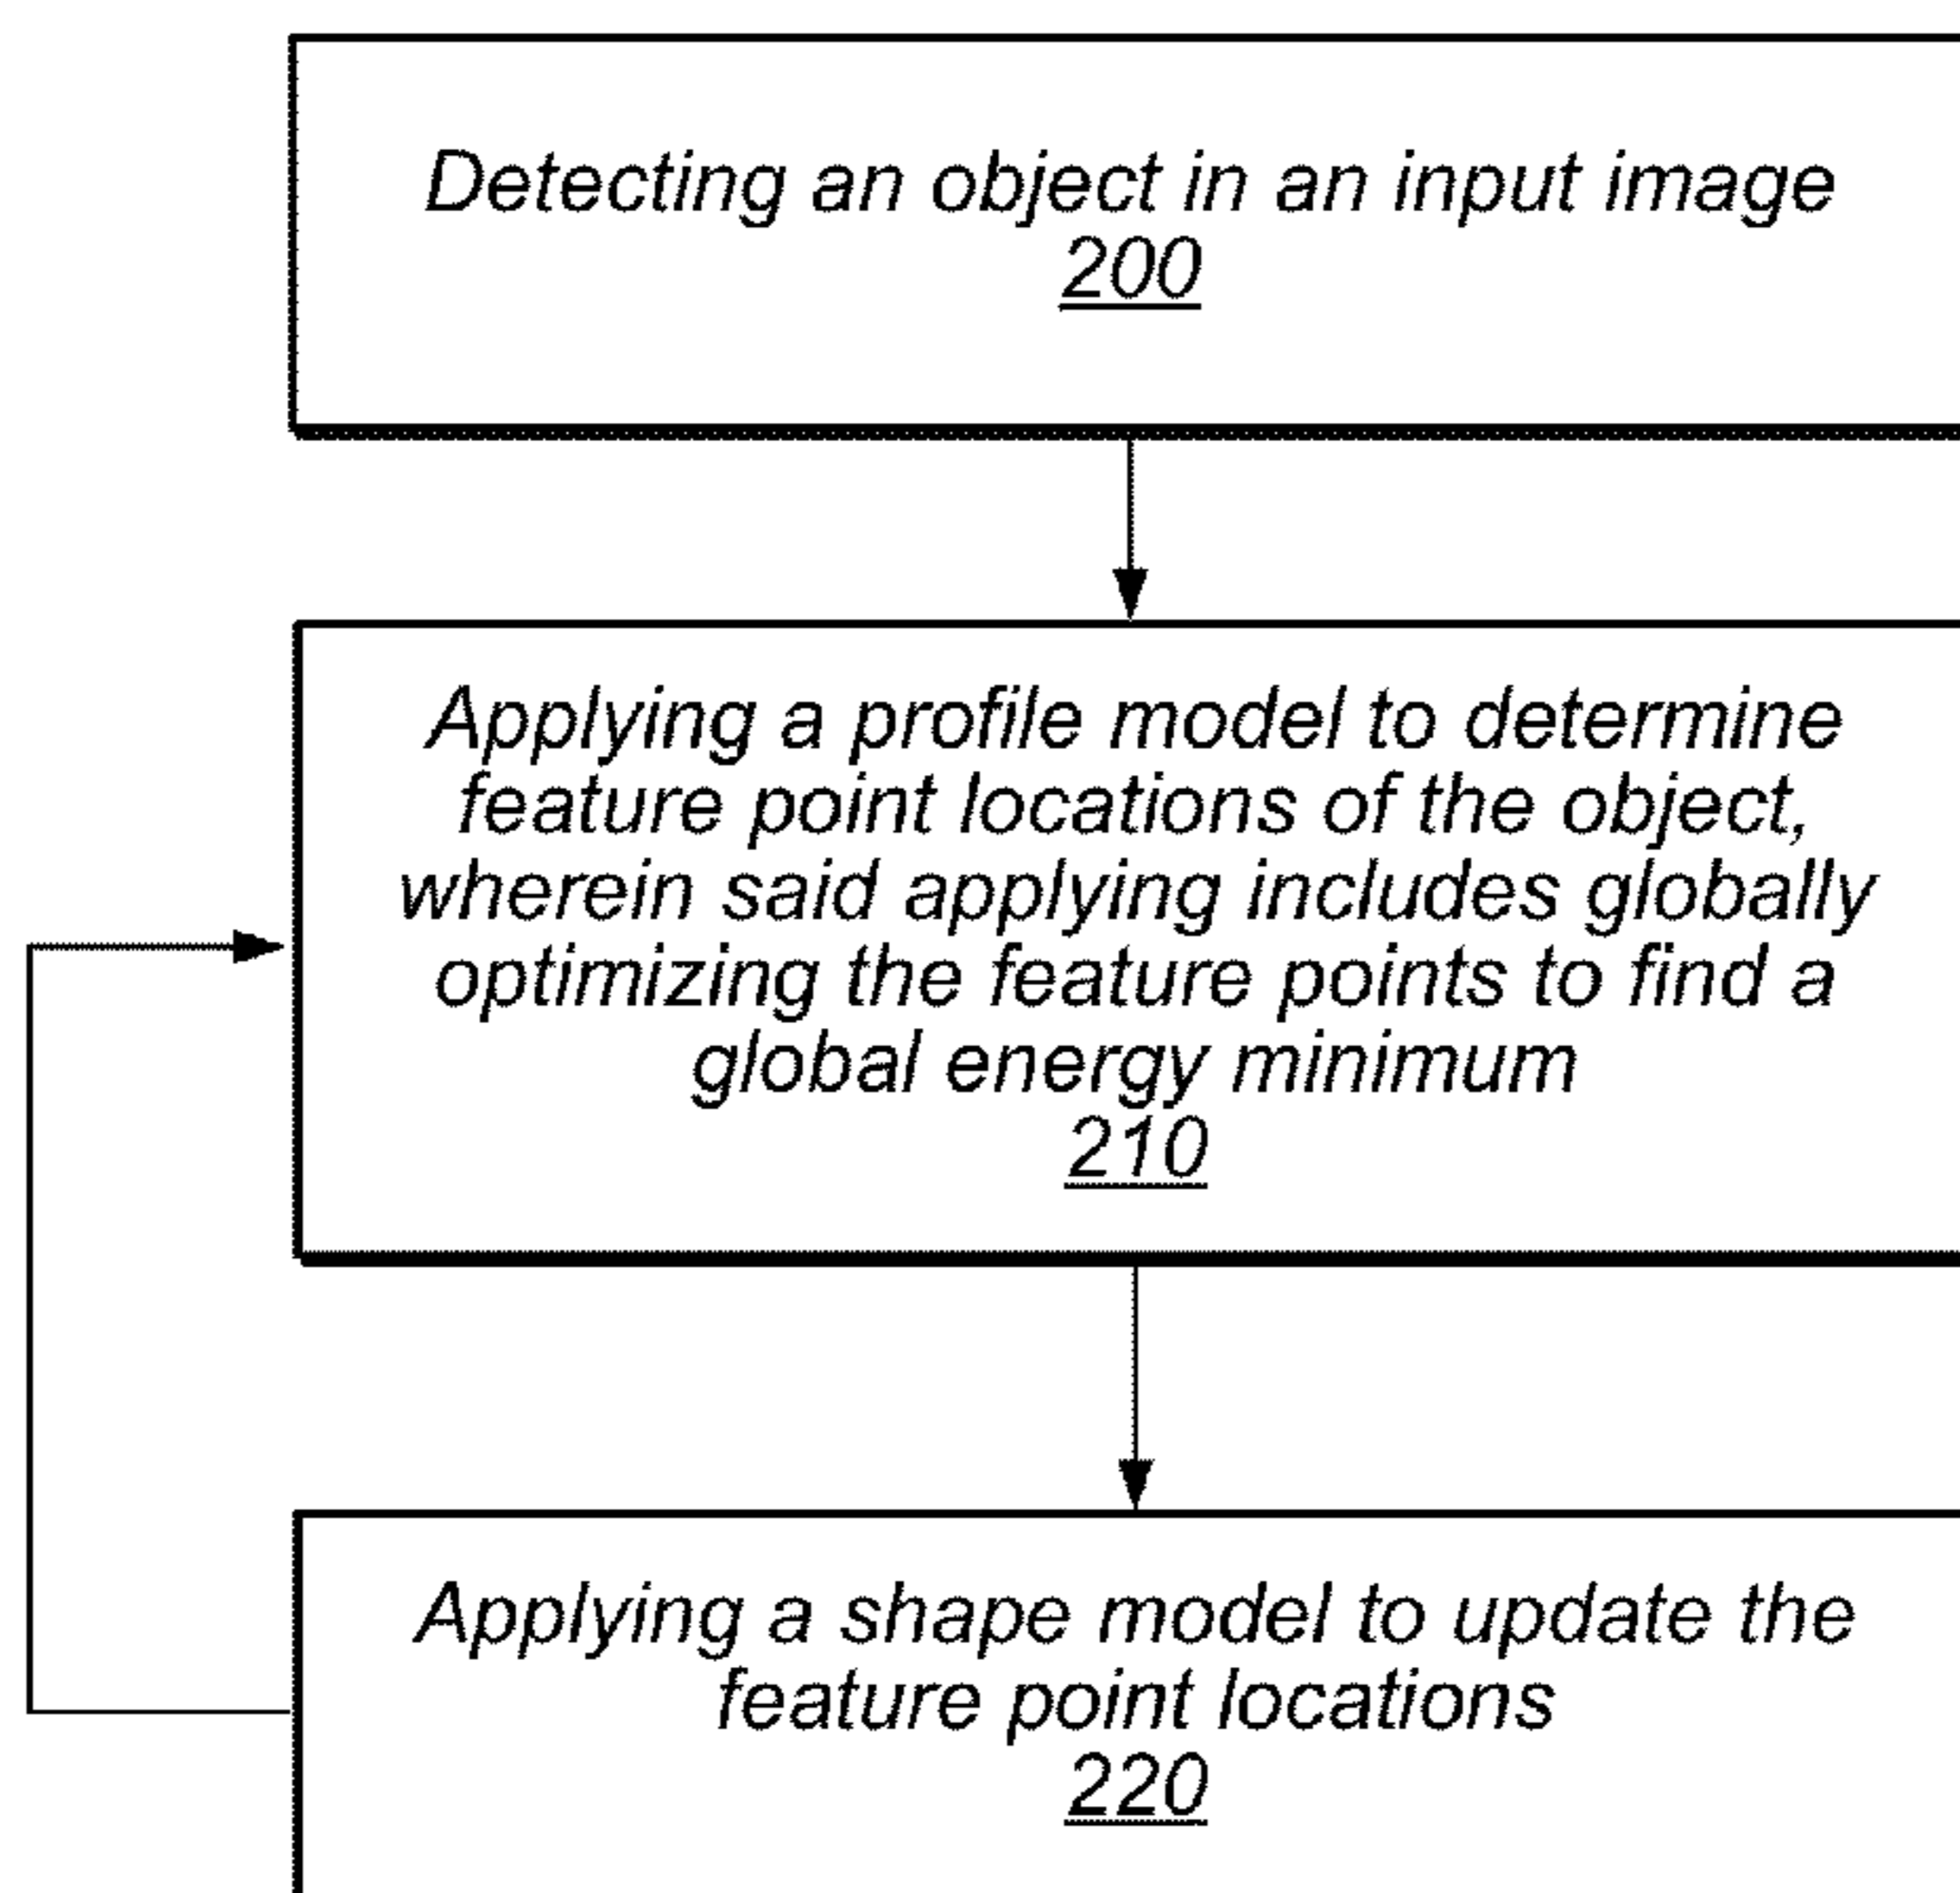 Detecting an object in an input image
200
Applying a profile model to determine
feature point locations of the object,
wherein said applying includes globally
optimizing the feature points to find a
global energy minimum
210
Applying a shape model to update the
feature point locations
220